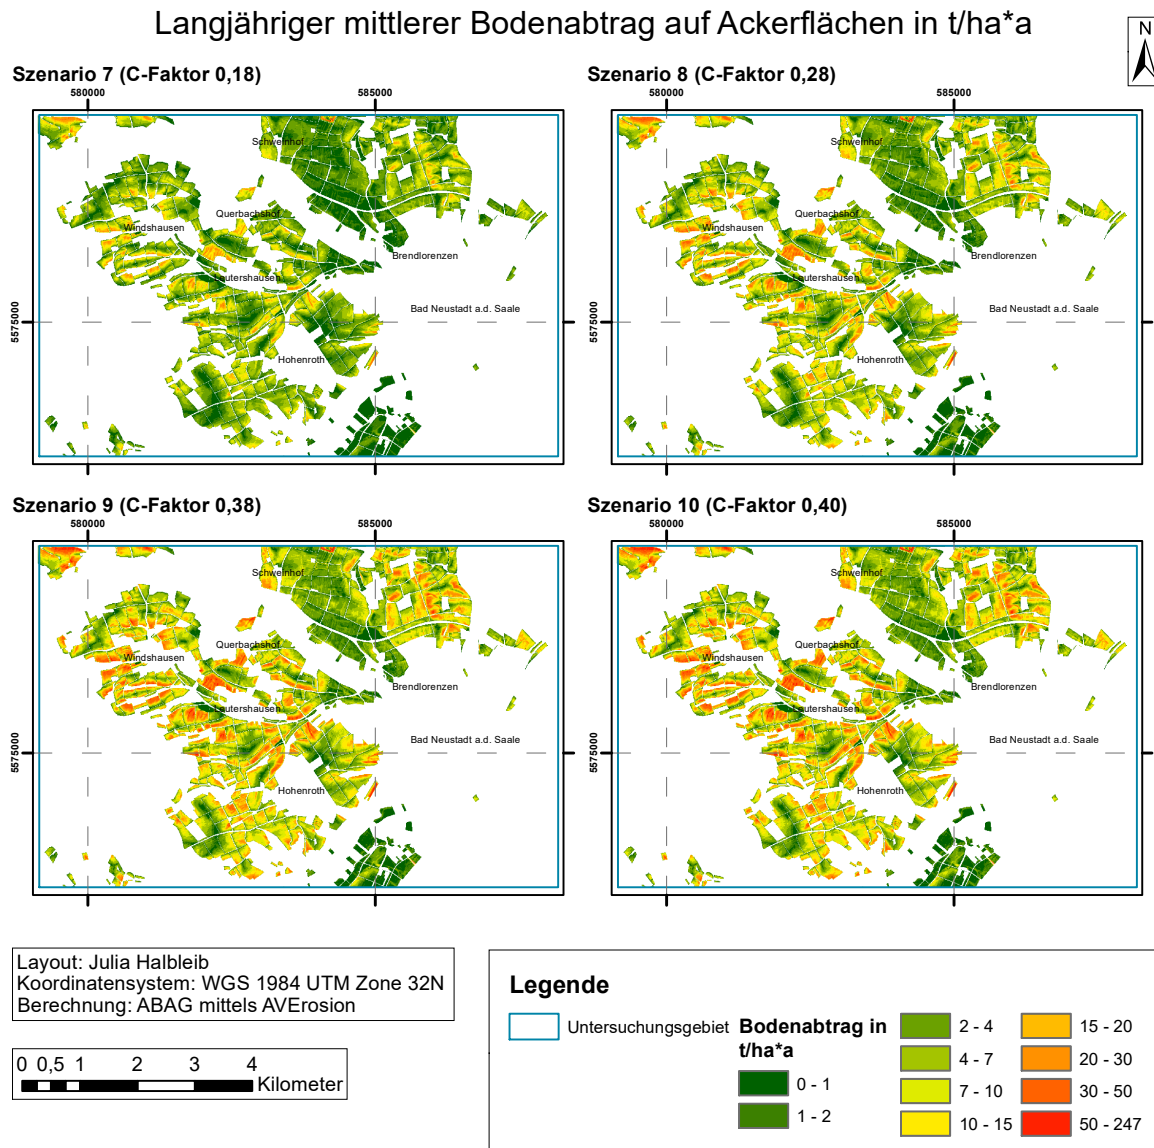 Langjähriger mittlerer Bodenabtrag auf Ackerflächen in t/ha*a
N
Szenario 7 (C-Faktor 0,18)
580000
585000
5575000
Schweinhof
Querbachshof
Windshausen
Brendlorenzen
Leutershausen
Bad Neustadt a.d. Saale
Hohenroth
Szenario 8 (C-Faktor 0,28)
580000
585000
5575000
Schweinhof
Querbachshof
Windshausen
Brendlorenzen
Leutershausen
Bad Neustadt a.d. Saale
Hohenroth
Szenario 9 (C-Faktor 0,38)
580000
585000
5575000
Schweinhof
Querbachshof
Windshausen
Brendlorenzen
Leutershausen
Bad Neustadt a.d. Saale
Hohenroth
Szenario 10 (C-Faktor 0,40)
580000
585000
5575000
Schweinhof
Querbachshof
Windshausen
Brendlorenzen
Leutershausen
Bad Neustadt a.d. Saale
Hohenroth
Layout: Julia Halbleib
Koordinatensystem: WGS 1984 UTM Zone 32N
Berechnung: ABAG mittels AVErosion
0 0,5 1 2 3 4
Kilometer
Legende
Untersuchungsgebiet
Bodenabtrag in
t/ha*a
0 - 1
1 - 2
2 - 4
4 - 7
7 - 10
10 - 15
15 - 20
20 - 30
30 - 50
50 - 247